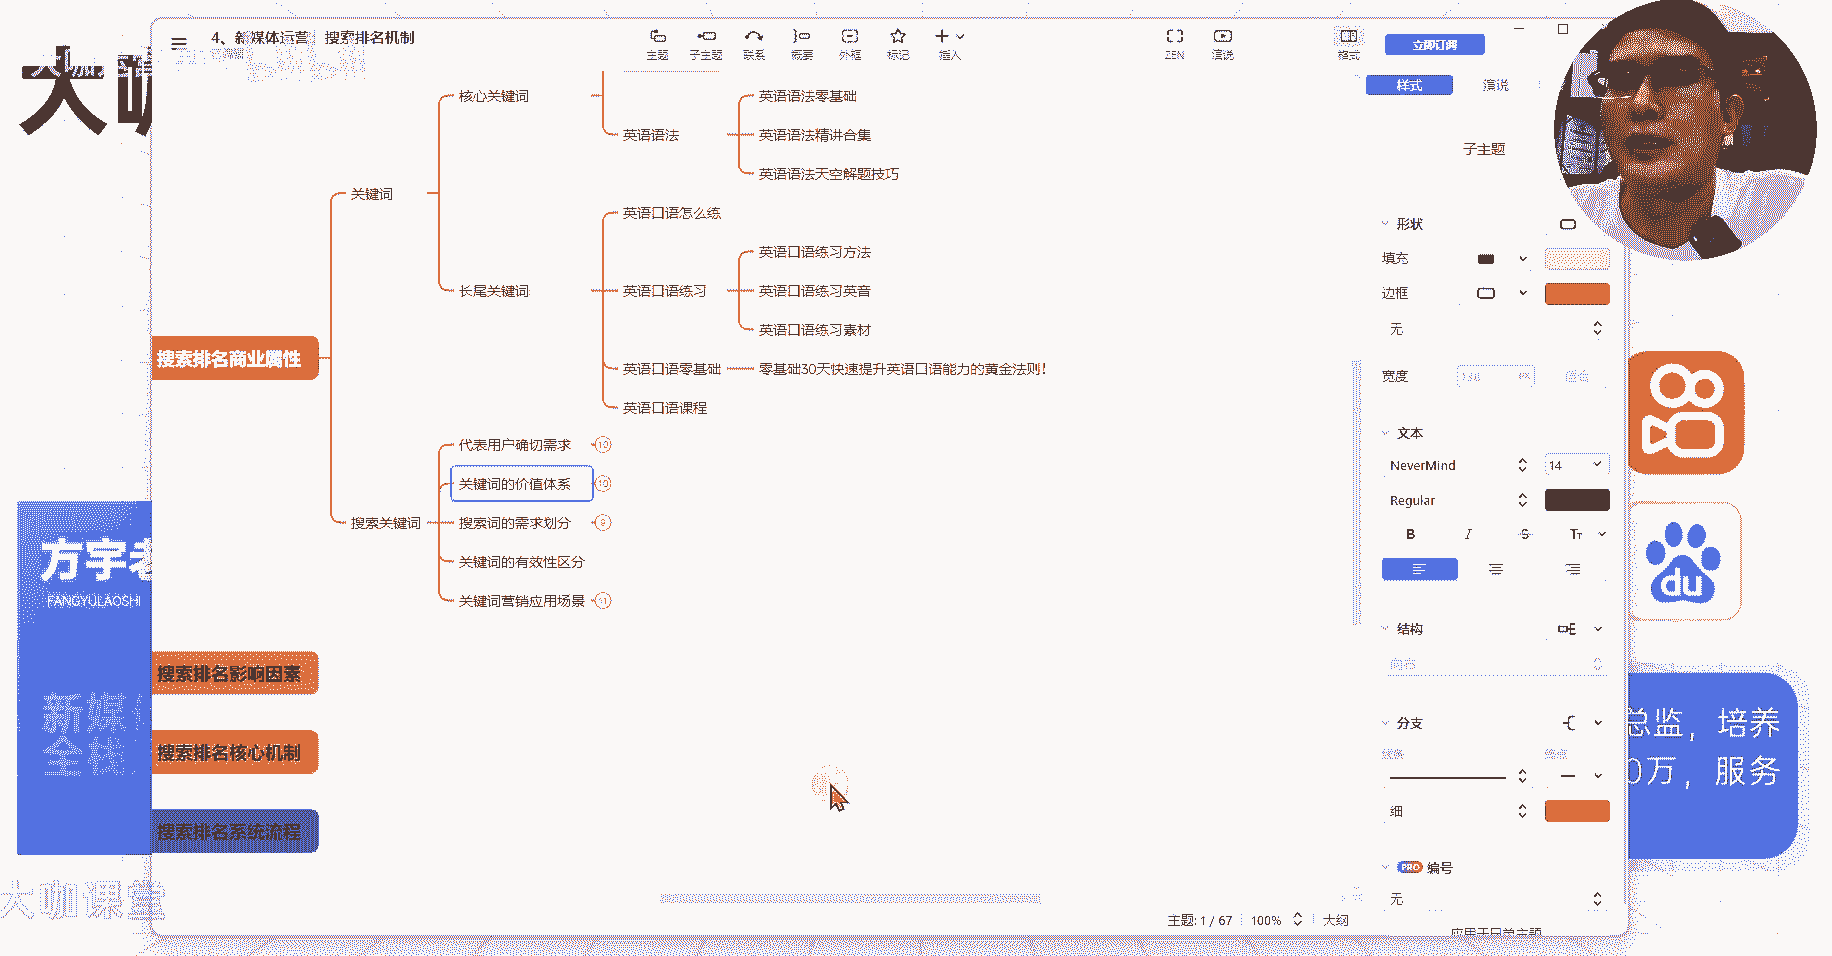 4、新媒体运营 搜索排名机制
主题
子主题
联系
概要
外框
标记
插入
ZEN
演说
格式
立即订阅
样式
演说
大咖
核心关键词
英语语法
英语语法零基础
英语语法精讲合集
英语语法天空解题技巧
关键词
长尾关键词
英语口语怎么练
英语口语练习
英语口语练习方法
英语口语练习英音
英语口语练习素材
英语口语零基础
零基础30天快速提升英语口语能力的黄金法则！
英语口语课程
搜索排名商业属性
搜索关键词
代表用户确切需求
10
关键词的价值体系
10
搜索词的需求划分
9
关键词的有效性区分
关键词营销应用场景
11
搜索排名影响因素
搜索排名核心机制
搜索排名系统流程
子主题
形状
填充
边框
无
宽度
文本
NeverMind
14
Regular
B
I
S
TT
结构
分支
细
PRO
编号
无
主题: 1 / 67
100%
大纲
方宇老
FANGYULAOSHI
新媒体
全栈
大咖课堂
du
总监，培养
0万，服务